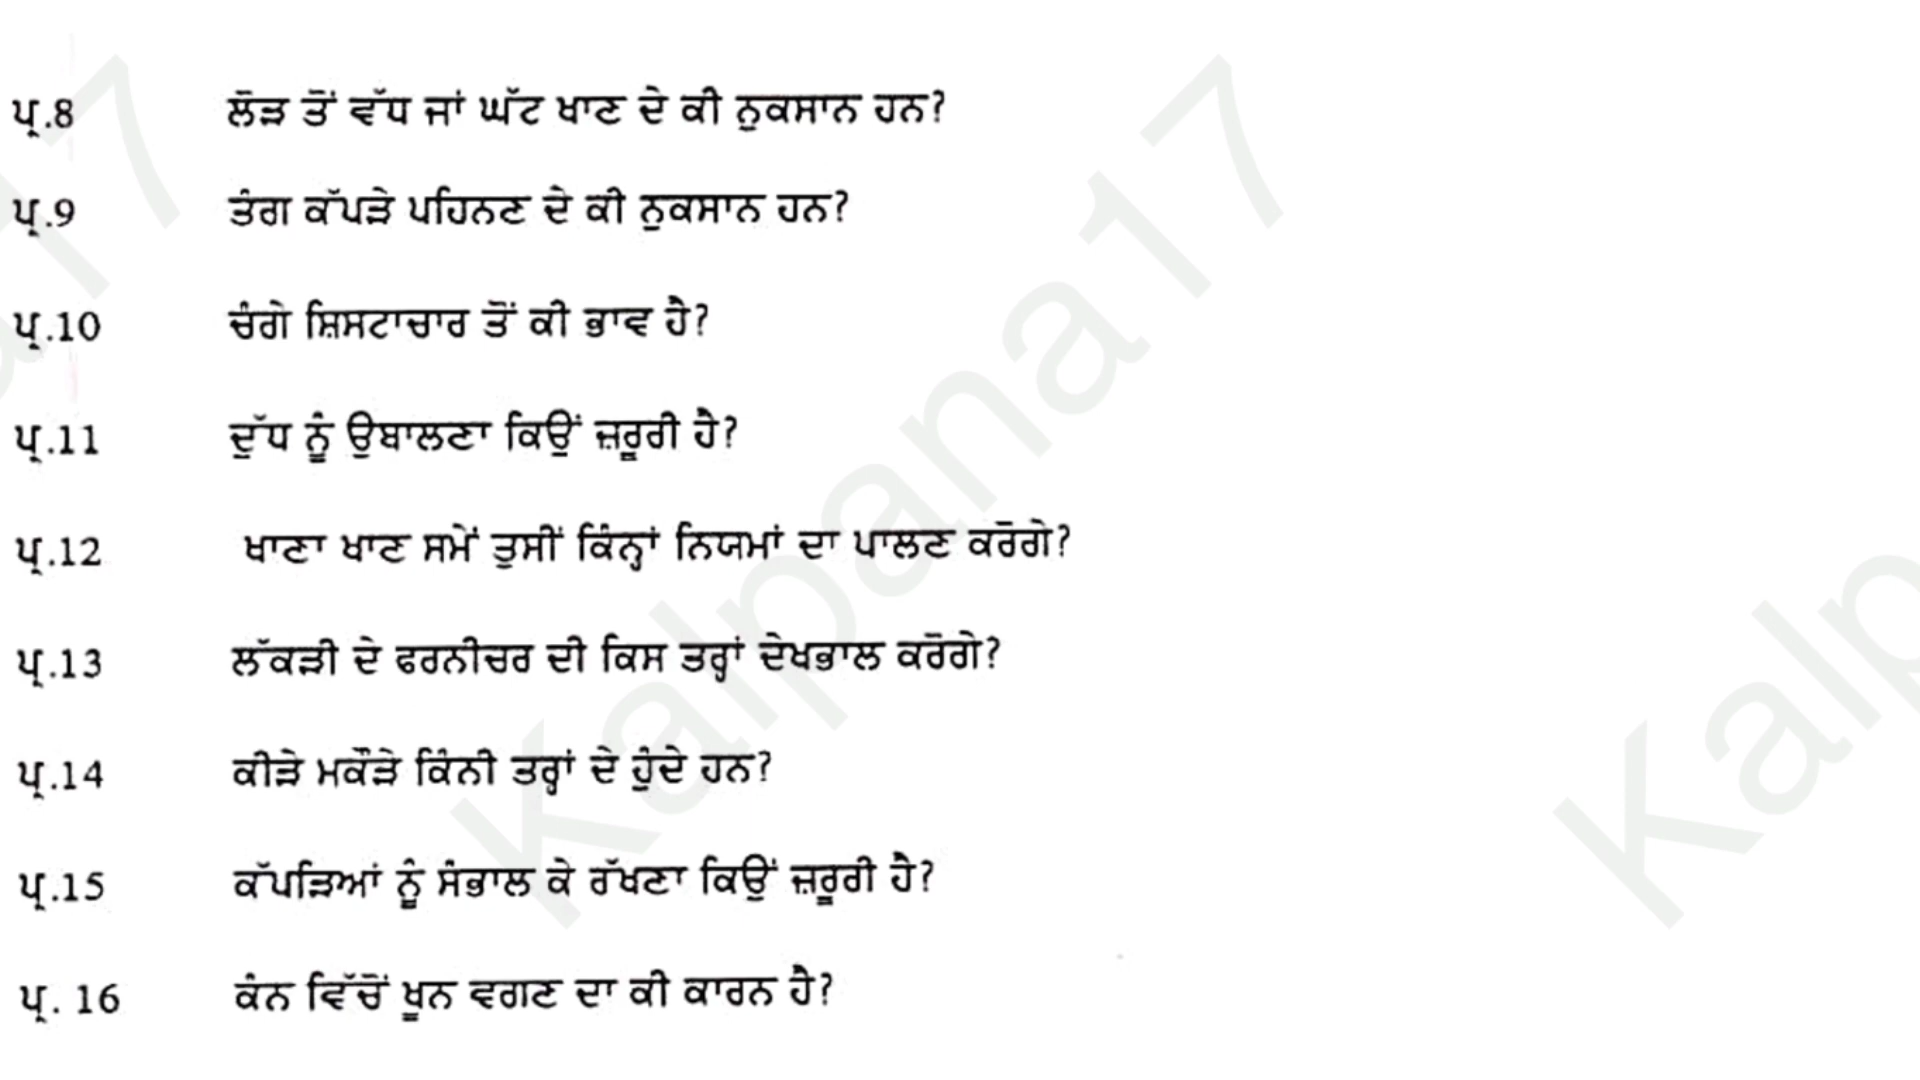 ਪ੍ਰ.8 ਲੋੜ ਤੋਂ ਵੱਧ ਜਾਂ ਘੱਟ ਖਾਣ ਦੇ ਕੀ ਨੁਕਸਾਨ ਹਨ?
ਪ੍ਰ.9 ਤੰਗ ਕੱਪੜੇ ਪਹਿਨਣ ਦੇ ਕੀ ਨੁਕਸਾਨ ਹਨ?
ਪ੍ਰ.10 ਚੰਗੇ ਸ਼ਿਸਟਾਚਾਰ ਤੋਂ ਕੀ ਭਾਵ ਹੈ?
ਪ੍ਰ.11 ਦੁੱਧ ਨੂੰ ਉਬਾਲਣਾ ਕਿਉਂ ਜ਼ਰੂਰੀ ਹੈ?
ਪ੍ਰ.12 ਖਾਣਾ ਖਾਣ ਸਮੇਂ ਤੁਸੀਂ ਕਿੰਨ੍ਹਾਂ ਨਿਯਮਾਂ ਦਾ ਪਾਲਣ ਕਰੋਗੇ?
ਪ੍ਰ.13 ਲੱਕੜੀ ਦੇ ਫਰਨੀਚਰ ਦੀ ਕਿਸ ਤਰ੍ਹਾਂ ਦੇਖਭਾਲ ਕਰੋਗੇ?
ਪ੍ਰ.14 ਕੀੜੇ ਮਕੌੜੇ ਕਿੰਨੀ ਤਰ੍ਹਾਂ ਦੇ ਹੁੰਦੇ ਹਨ?
ਪ੍ਰ.15 ਕੱਪੜਿਆਂ ਨੂੰ ਸੰਭਾਲ ਕੇ ਰੱਖਣਾ ਕਿਉਂ ਜ਼ਰੂਰੀ ਹੈ?
ਪ੍ਰ. 16 ਕੰਨ ਵਿੱਚੋਂ ਖੂਨ ਵਗਣ ਦਾ ਕੀ ਕਾਰਨ ਹੈ?
Kalpana17